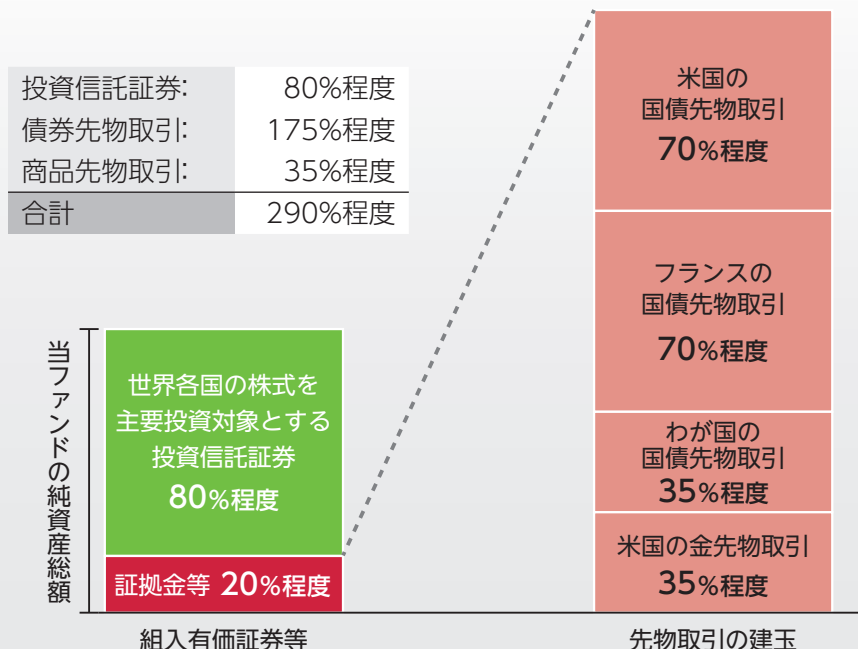 投資信託証券: 80%程度
債券先物取引: 175%程度
商品先物取引: 35%程度
合計 290%程度
当ファンドの純資産総額
世界各国の株式を
主要投資対象とする
投資信託証券
80%程度
証拠金等 20%程度
組入有価証券等
米国の
国債先物取引
70%程度
フランスの
国債先物取引
70%程度
わが国の
国債先物取引
35%程度
米国の金先物取引
35%程度
先物取引の建玉